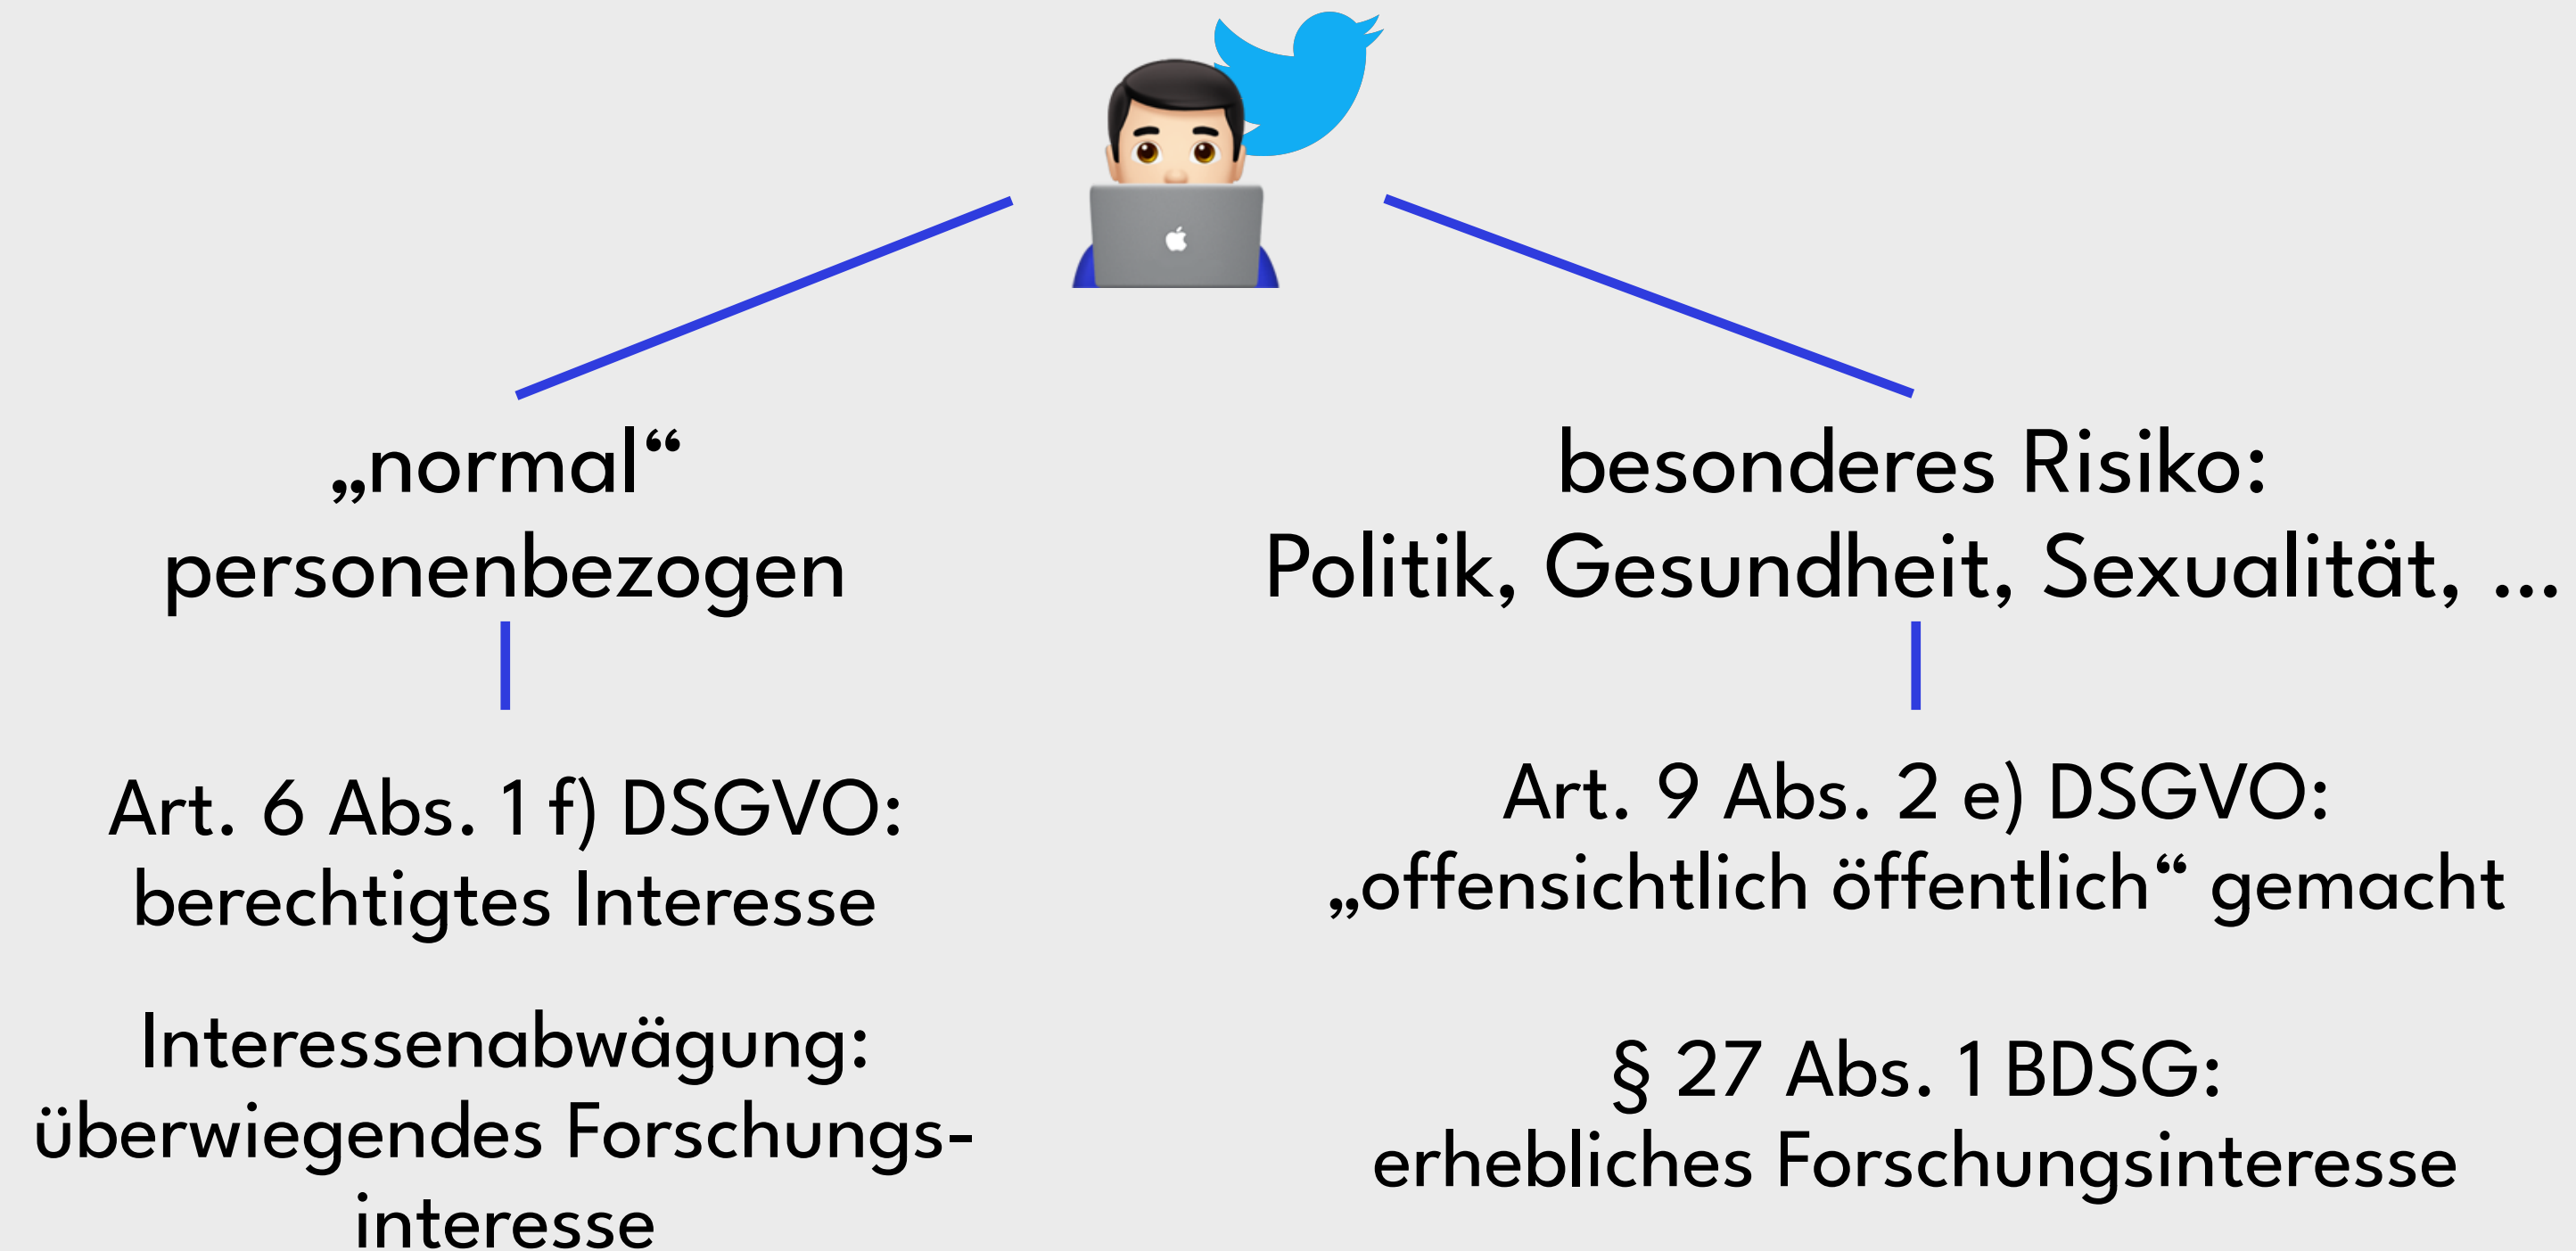 „normal“
personenbezogen
Art. 6 Abs. 1 f) DSGVO:
berechtigtes Interesse
Interessenabwägung:
überwiegendes Forschungs-
interesse
besonderes Risiko:
Politik, Gesundheit, Sexualität, ...
Art. 9 Abs. 2 e) DSGVO:
„offensichtlich öffentlich“ gemacht
§ 27 Abs. 1 BDSG:
erhebliches Forschungsinteresse